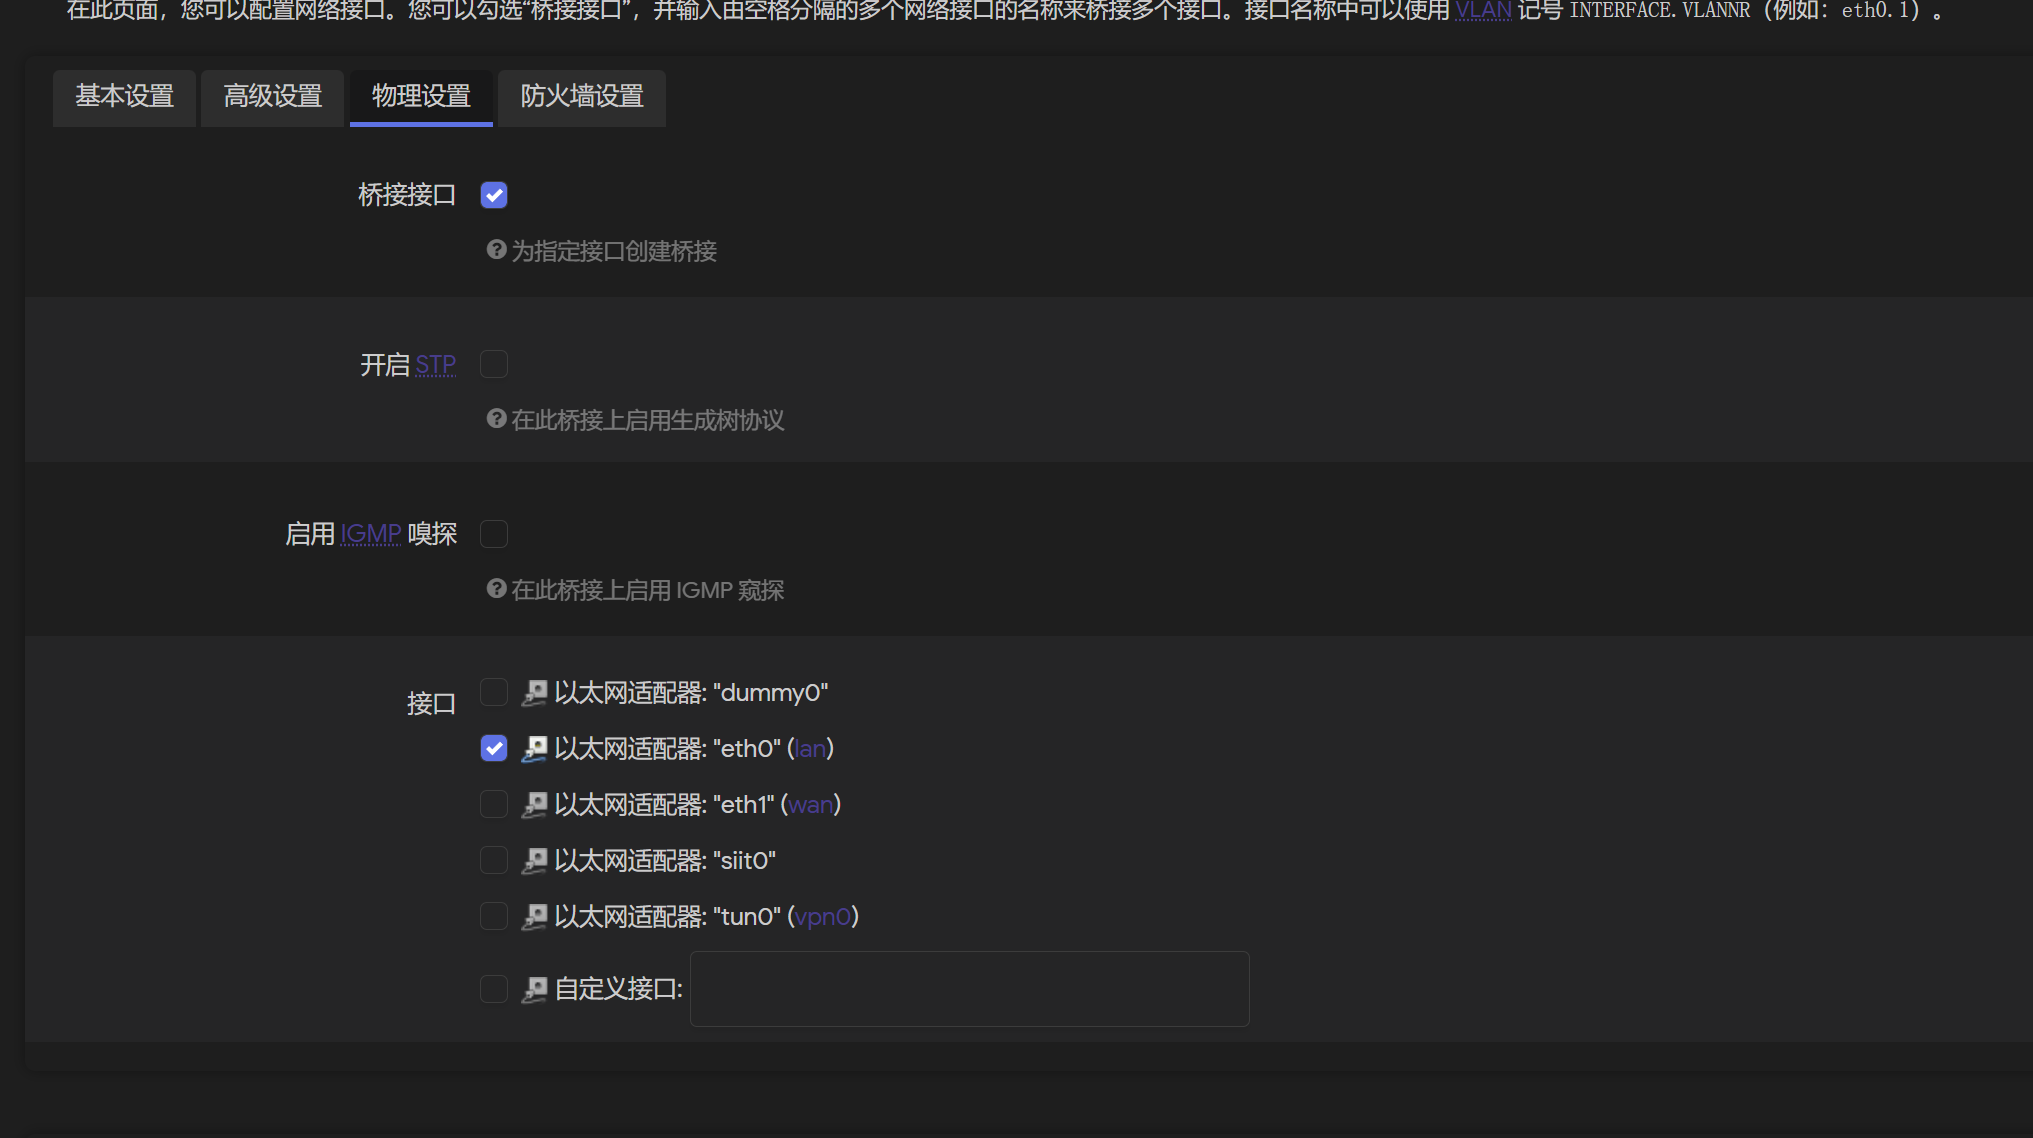 在此页面，您可以配置网络接口。您可以勾选“桥接接口”，并输入由空格分隔的多个网络接口的名称来桥接多个接口。接口名称中可以使用 VLAN 记号 INTERFACE.VLANNR（例如：eth0.1）。
基本设置 高级设置 物理设置 防火墙设置
桥接接口
为指定接口创建桥接
开启 STP
在此桥接上启用生成树协议
启用 IGMP 嗅探
在此桥接上启用 IGMP 窥探
接口
以太网适配器: "dummy0"
以太网适配器: "eth0" (lan)
以太网适配器: "eth1" (wan)
以太网适配器: "siit0"
以太网适配器: "tun0" (vpn0)
自定义接口: